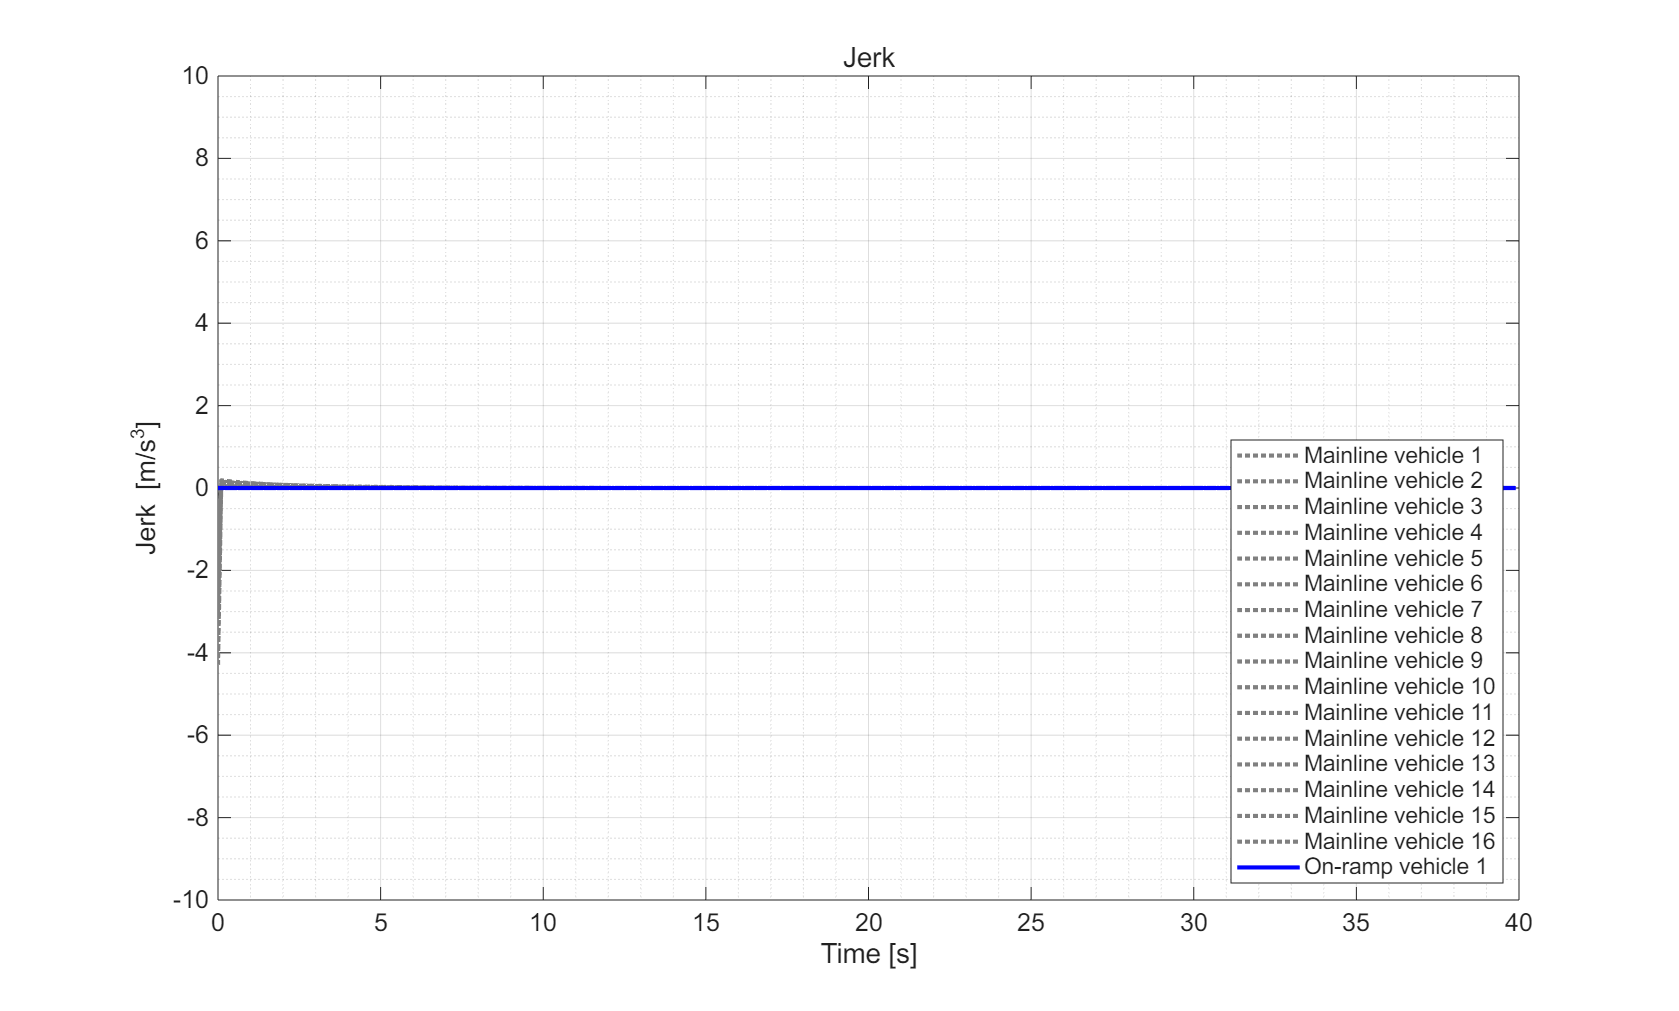 Jerk
10
8
6
4
2
0
-2
-4
-6
-8
-10
Jerk [m/s³]
Mainline vehicle 1
Mainline vehicle 2
Mainline vehicle 3
Mainline vehicle 4
Mainline vehicle 5
Mainline vehicle 6
Mainline vehicle 7
Mainline vehicle 8
Mainline vehicle 9
Mainline vehicle 10
Mainline vehicle 11
Mainline vehicle 12
Mainline vehicle 13
Mainline vehicle 14
Mainline vehicle 15
Mainline vehicle 16
On-ramp vehicle 1
0 5 10 15 20 25 30 35 40
Time [s]